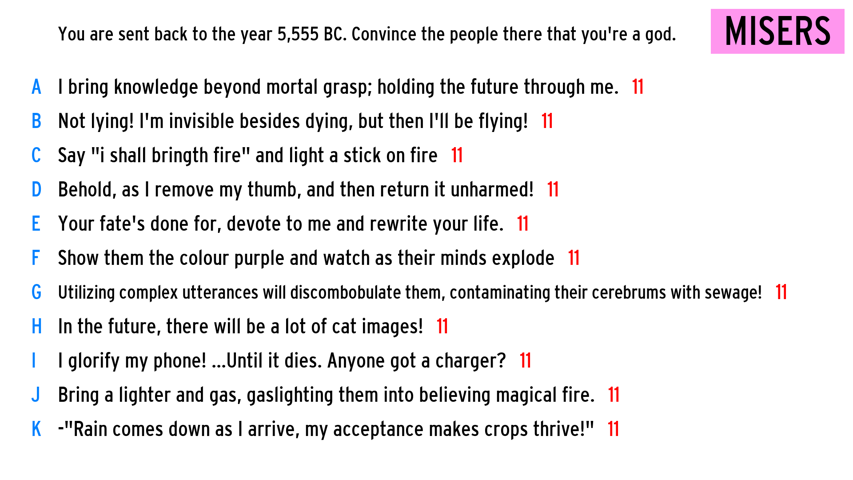 You are sent back to the year 5,555 BC. Convince the people there that you're a god.
MISERS
A I bring knowledge beyond mortal grasp; holding the future through me. 11
B Not lying! I'm invisible besides dying, but then I'll be flying! 11
C Say "i shall bringth fire" and light a stick on fire 11
D Behold, as I remove my thumb, and then return it unharmed! 11
E Your fate's done for, devote to me and rewrite your life. 11
F Show them the colour purple and watch as their minds explode 11
G Utilizing complex utterances will discombobulate them, contaminating their cerebrums with sewage! 11
H In the future, there will be a lot of cat images! 11
I I glorify my phone! ...Until it dies. Anyone got a charger? 11
J Bring a lighter and gas, gaslighting them into believing magical fire. 11
K -"Rain comes down as I arrive, my acceptance makes crops thrive!" 11